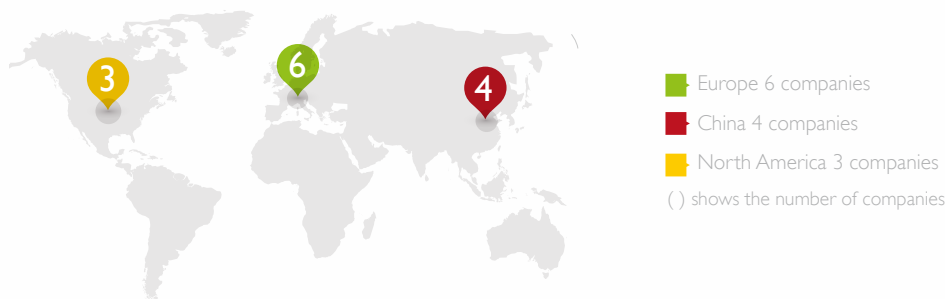 3
6
4
Europe 6 companies
China 4 companies
North America 3 companies
( ) shows the number of companies